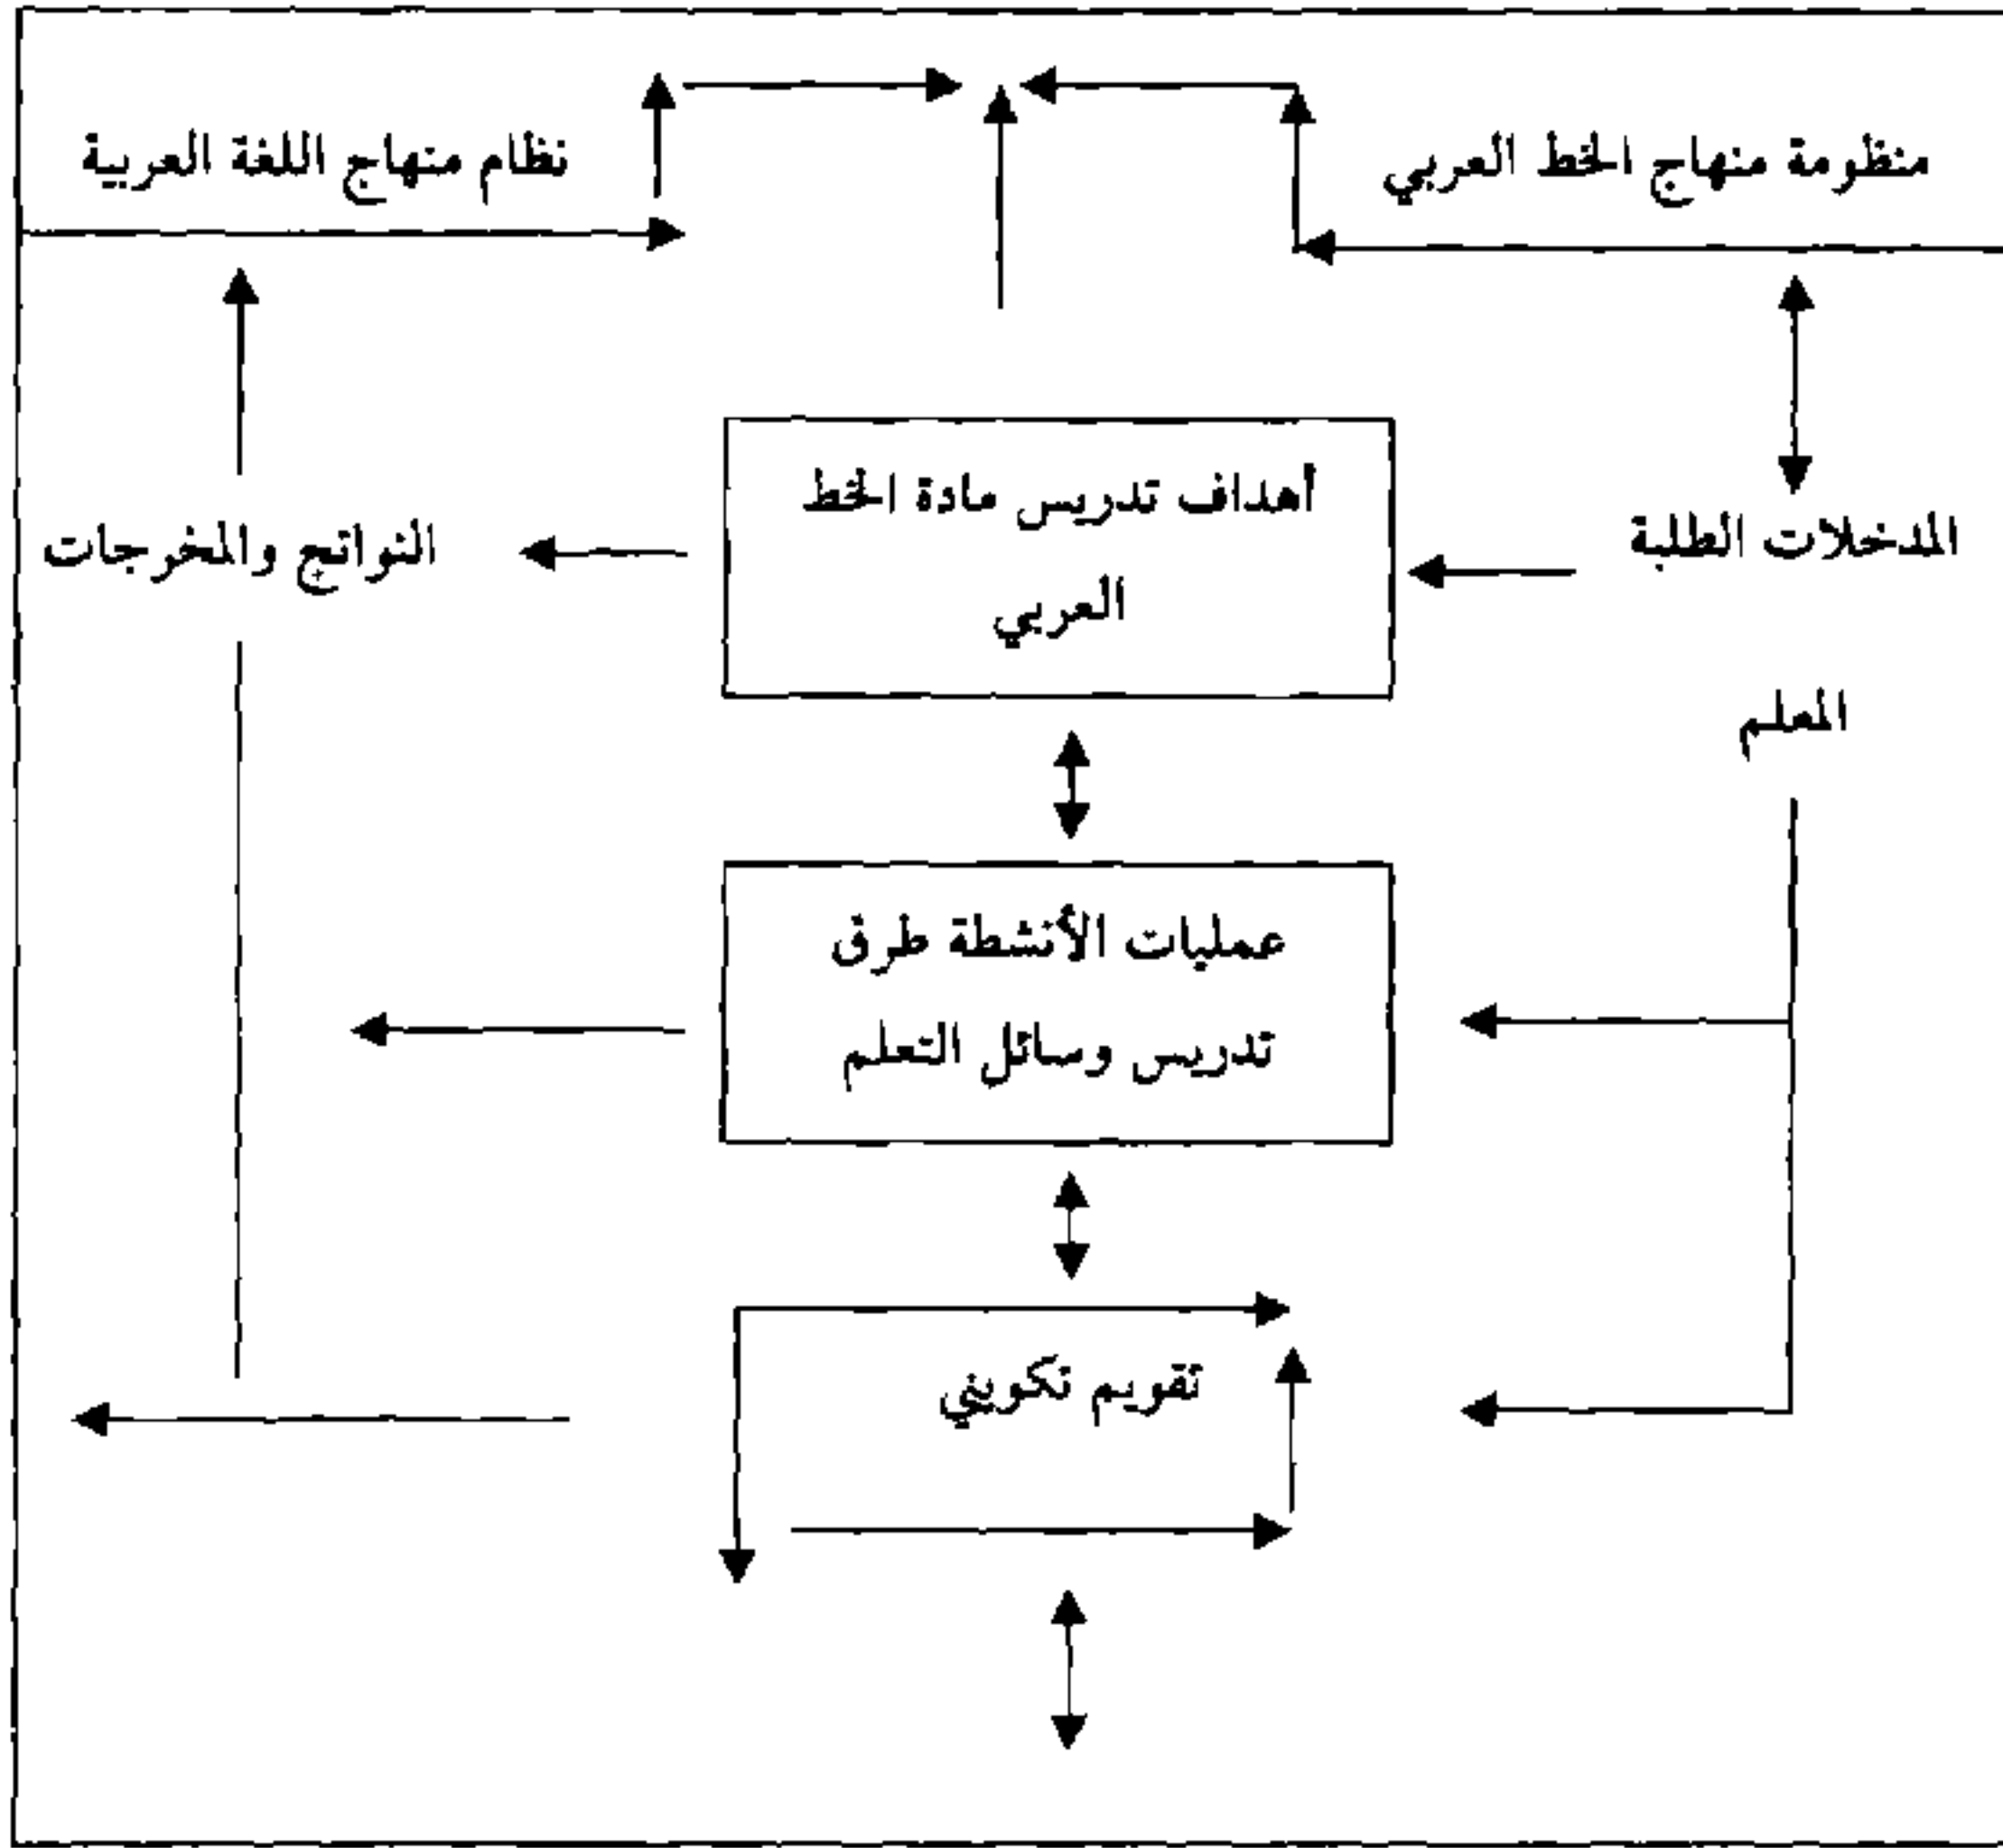 منظومة منهاج الخط العربي
نظام منهاج اللغة العربية
أهداف تدريس مادة الخط
العربي
المدخلات الطلبة
النواتج والمخرجات
المعلم
عمليات الأنشطة طرق
تدريس وسائل التعلم
تقويم تكويني